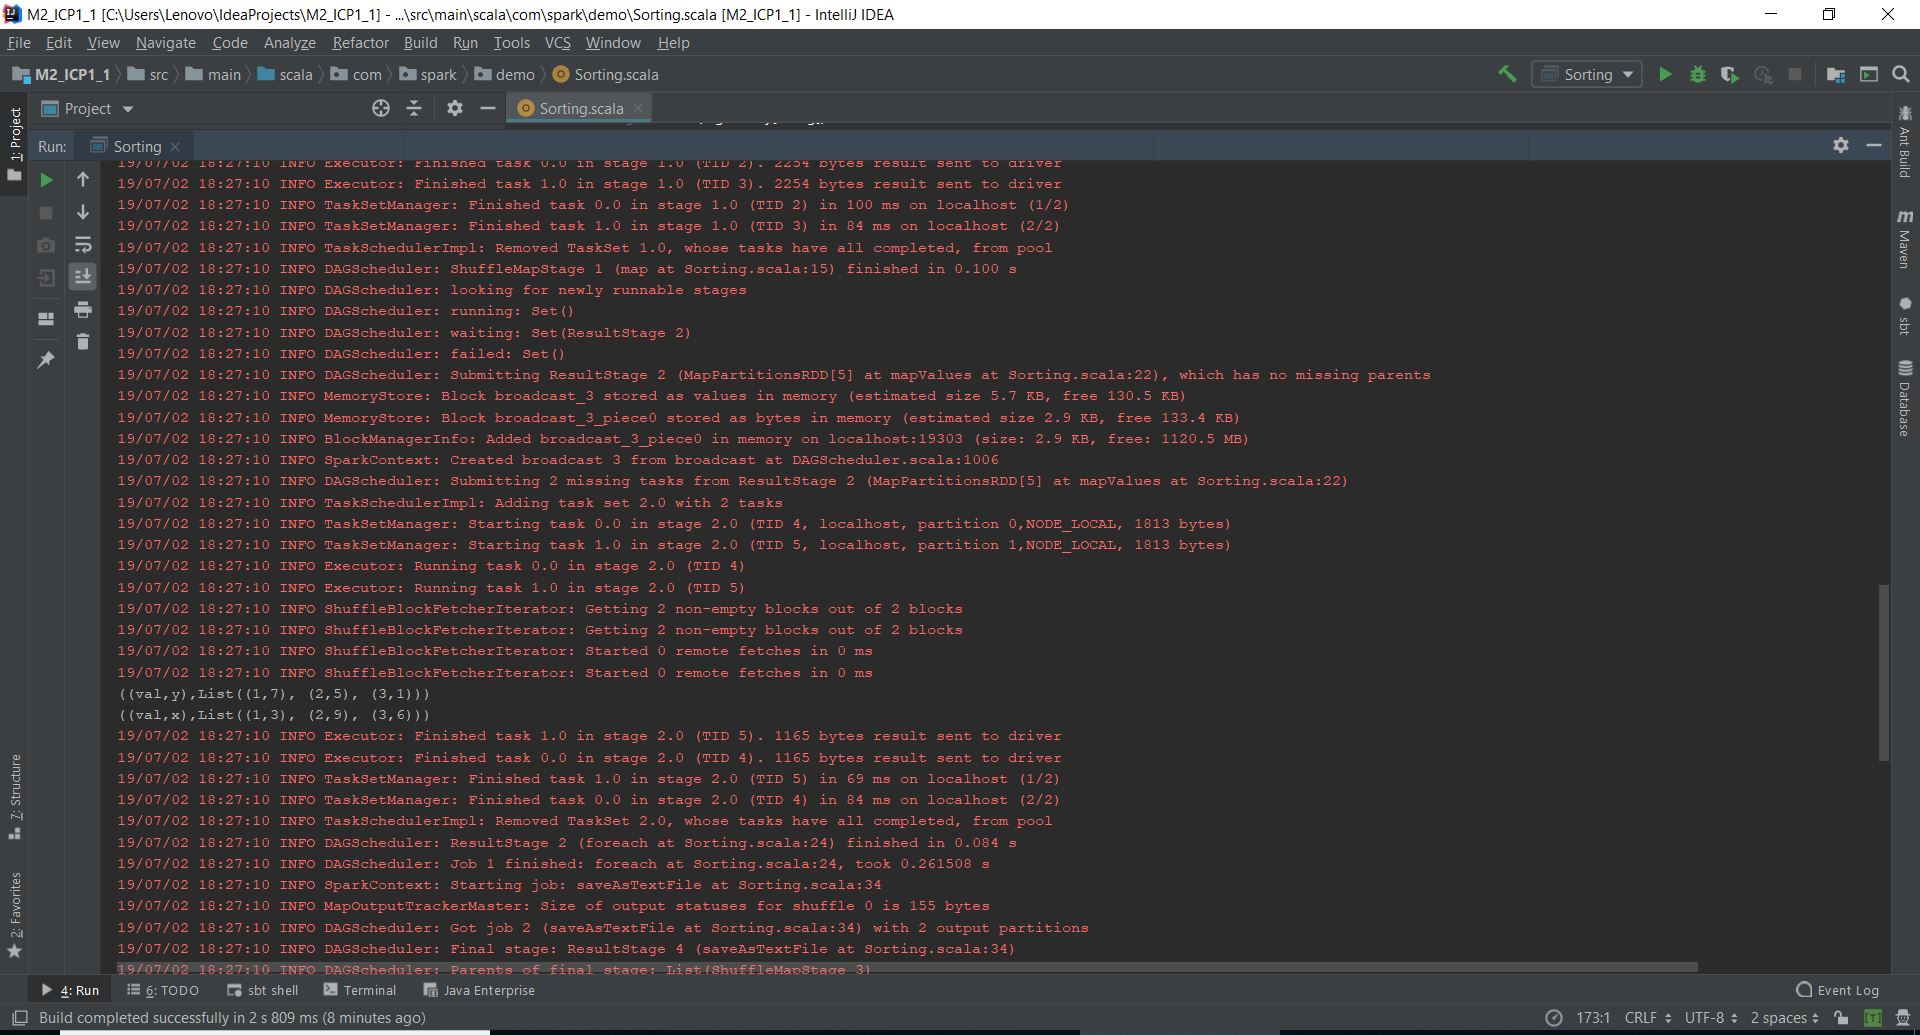 M2_ICP1_1 [C:\Users\Lenovo\IdeaProjects\M2_ICP1_1] - ...\src\main\scala\com\spark\demo\Sorting.scala [M2_ICP1_1] - IntelliJ IDEA
File Edit View Navigate Code Analyze Refactor Build Run Tools VCS Window Help
M2_ICP1_1 src main scala com spark demo Sorting.scala Sorting
Project Sorting.scala
Run: Sorting
19/07/02 18:27:10 INFO Executor: Finished task 0.0 in stage 1.0 (TID 2). 2254 bytes result sent to driver
19/07/02 18:27:10 INFO Executor: Finished task 1.0 in stage 1.0 (TID 3). 2254 bytes result sent to driver
19/07/02 18:27:10 INFO TaskSetManager: Finished task 0.0 in stage 1.0 (TID 2) in 100 ms on localhost (1/2)
19/07/02 18:27:10 INFO TaskSetManager: Finished task 1.0 in stage 1.0 (TID 3) in 84 ms on localhost (2/2)
19/07/02 18:27:10 INFO TaskSchedulerImpl: Removed TaskSet 1.0, whose tasks have all completed, from pool
19/07/02 18:27:10 INFO DAGScheduler: ShuffleMapStage 1 (map at Sorting.scala:15) finished in 0.100 s
19/07/02 18:27:10 INFO DAGScheduler: looking for newly runnable stages
19/07/02 18:27:10 INFO DAGScheduler: running: Set()
19/07/02 18:27:10 INFO DAGScheduler: waiting: Set(ResultStage 2)
19/07/02 18:27:10 INFO DAGScheduler: failed: Set()
19/07/02 18:27:10 INFO DAGScheduler: Submitting ResultStage 2 (MapPartitionsRDD[5] at mapValues at Sorting.scala:22), which has no missing parents
19/07/02 18:27:10 INFO MemoryStore: Block broadcast_3 stored as values in memory (estimated size 5.7 KB, free 130.5 KB)
19/07/02 18:27:10 INFO MemoryStore: Block broadcast_3_piece0 stored as bytes in memory (estimated size 2.9 KB, free 133.4 KB)
19/07/02 18:27:10 INFO BlockManagerInfo: Added broadcast_3_piece0 in memory on localhost:19303 (size: 2.9 KB, free: 1120.5 MB)
19/07/02 18:27:10 INFO SparkContext: Created broadcast 3 from broadcast at DAGScheduler.scala:1006
19/07/02 18:27:10 INFO DAGScheduler: Submitting 2 missing tasks from ResultStage 2 (MapPartitionsRDD[5] at mapValues at Sorting.scala:22)
19/07/02 18:27:10 INFO TaskSchedulerImpl: Adding task set 2.0 with 2 tasks
19/07/02 18:27:10 INFO TaskSetManager: Starting task 0.0 in stage 2.0 (TID 4, localhost, partition 0,NODE_LOCAL, 1813 bytes)
19/07/02 18:27:10 INFO TaskSetManager: Starting task 1.0 in stage 2.0 (TID 5, localhost, partition 1,NODE_LOCAL, 1813 bytes)
19/07/02 18:27:10 INFO Executor: Running task 0.0 in stage 2.0 (TID 4)
19/07/02 18:27:10 INFO Executor: Running task 1.0 in stage 2.0 (TID 5)
19/07/02 18:27:10 INFO ShuffleBlockFetcherIterator: Getting 2 non-empty blocks out of 2 blocks
19/07/02 18:27:10 INFO ShuffleBlockFetcherIterator: Getting 2 non-empty blocks out of 2 blocks
19/07/02 18:27:10 INFO ShuffleBlockFetcherIterator: Started 0 remote fetches in 0 ms
19/07/02 18:27:10 INFO ShuffleBlockFetcherIterator: Started 0 remote fetches in 0 ms
((val,y),List((1,7), (2,5), (3,1)))
((val,x),List((1,3), (2,9), (3,6)))
19/07/02 18:27:10 INFO Executor: Finished task 1.0 in stage 2.0 (TID 5). 1165 bytes result sent to driver
19/07/02 18:27:10 INFO Executor: Finished task 0.0 in stage 2.0 (TID 4). 1165 bytes result sent to driver
19/07/02 18:27:10 INFO TaskSetManager: Finished task 1.0 in stage 2.0 (TID 5) in 69 ms on localhost (1/2)
19/07/02 18:27:10 INFO TaskSetManager: Finished task 0.0 in stage 2.0 (TID 4) in 84 ms on localhost (2/2)
19/07/02 18:27:10 INFO TaskSchedulerImpl: Removed TaskSet 2.0, whose tasks have all completed, from pool
19/07/02 18:27:10 INFO DAGScheduler: ResultStage 2 (foreach at Sorting.scala:24) finished in 0.084 s
19/07/02 18:27:10 INFO DAGScheduler: Job 1 finished: foreach at Sorting.scala:24, took 0.261508 s
19/07/02 18:27:10 INFO SparkContext: Starting job: saveAsTextFile at Sorting.scala:34
19/07/02 18:27:10 INFO MapOutputTrackerMaster: Size of output statuses for shuffle 0 is 155 bytes
19/07/02 18:27:10 INFO DAGScheduler: Got job 2 (saveAsTextFile at Sorting.scala:34) with 2 output partitions
19/07/02 18:27:10 INFO DAGScheduler: Final stage: ResultStage 4 (saveAsTextFile at Sorting.scala:34)
19/07/02 18:27:10 INFO DAGScheduler: Parents of final stage: List(ShuffleMapStage 3)
1: Project
7: Structure
2: Favorites
Ant Build
Maven
sbt
Database
4: Run 6: TODO sbt shell Terminal Java Enterprise Event Log
Build completed successfully in 2 s 809 ms (8 minutes ago) 173:1 CRLF UTF-8 2 spaces [T]